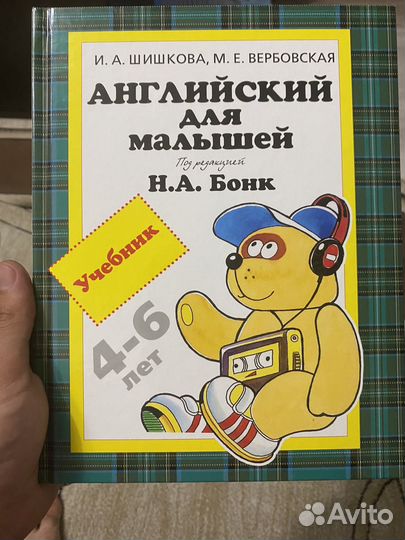 И. А. ШИШКОВА, М. Е. ВЕРБОВСКАЯ
АНГЛИЙСКИЙ
ДЛЯ
МАЛЫШЕЙ
Под редакцией
Н.А. Бонк
Учебник
4-6
лет
Avito